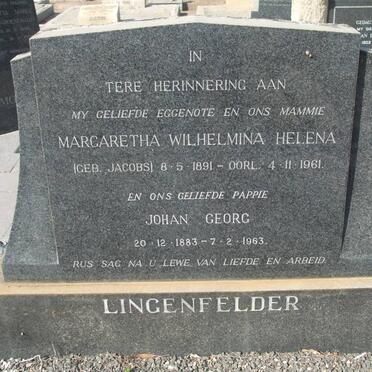 IN
TERE HERINNERING AAN
MY GELIEFDE EGGENOTE EN ONS MAMMIE
MARGARETHA WILHELMINA HELENA
(GEB. JACOBS) 8-5-1891 - OORL. 4-11-1961.
EN ONS GELIEFDE PAPPIE
JOHAN GEORG
20-12-1883 - 7-2-1963.
RUS SAG NA U LEWE VAN LIEFDE EN ARBEID.
LINGENFELDER